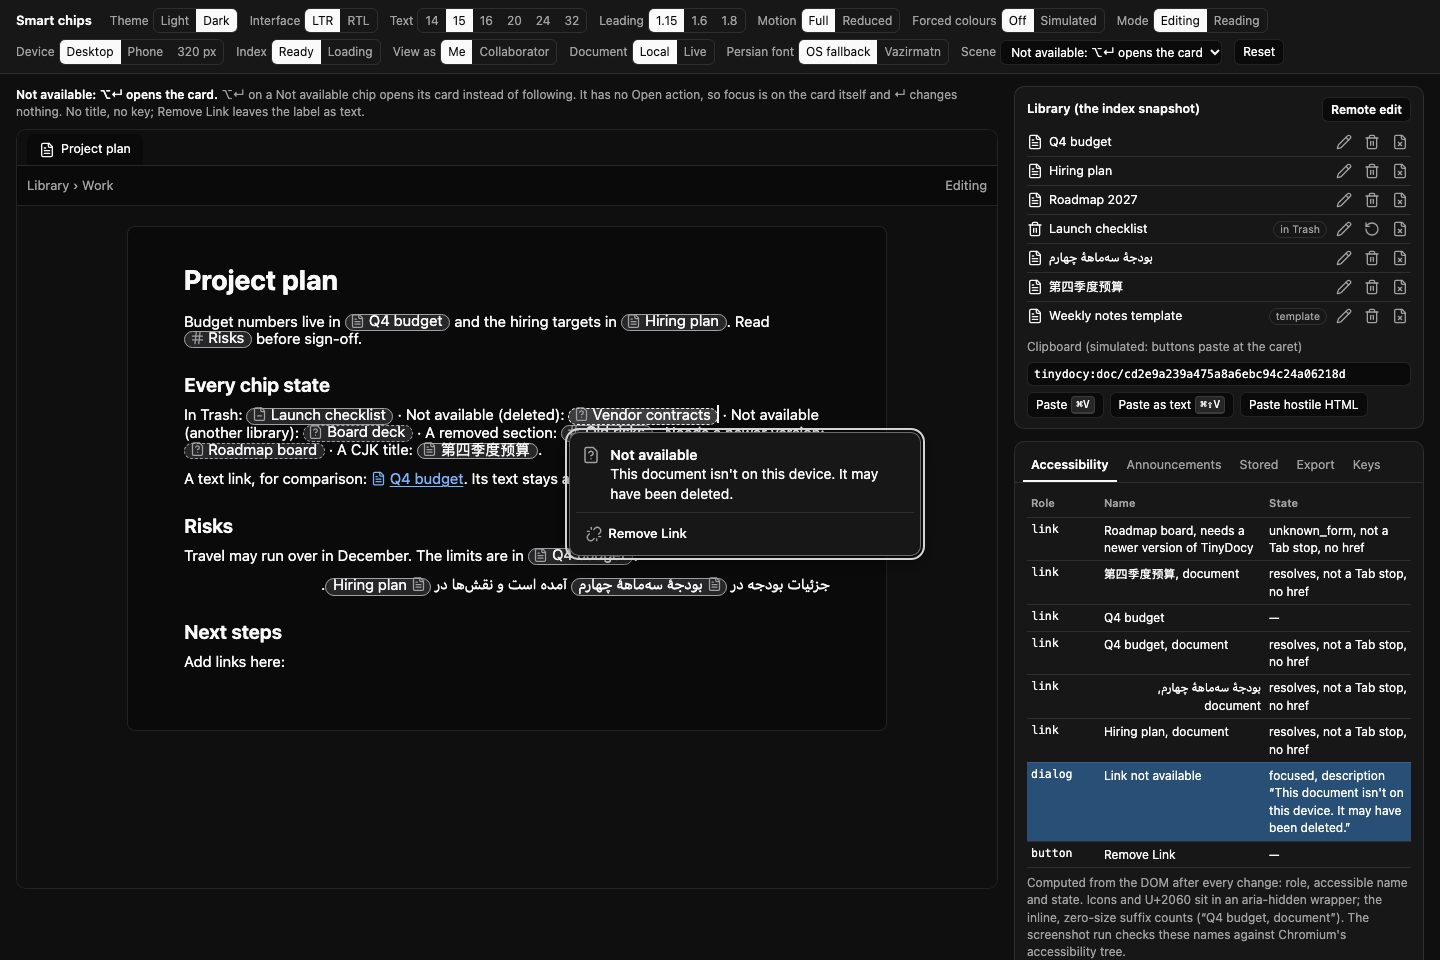 Smart chips Theme Light Dark Interface LTR RTL Text 14 15 16 20 24 32 Leading 1.15 1.6 1.8 Motion Full Reduced Forced colours Off Simulated Mode Editing Reading
Device Desktop Phone 320 px Index Ready Loading View as Me Collaborator Document Local Live Persian font OS fallback Vazirmatn Scene Not available: ⌥↵ opens the card Reset
Not available: ⌥↵ opens the card. ⌥↵ on a Not available chip opens its card instead of following. It has no Open action, so focus is on the card itself and ↵ changes
nothing. No title, no key; Remove Link leaves the label as text.
Project plan
Library › Work
Editing
Project plan
Budget numbers live in Q4 budget and the hiring targets in Hiring plan. Read
# Risks before sign-off.
Every chip state
In Trash: Launch checklist · Not available (deleted): Vendor contracts · Not available
(another library): Board deck · A removed section:
Roadmap board · A CJK title: 第四季度预算.
A text link, for comparison: Q4 budget. Its text stays
Not available
This document isn't on this device. It may
have been deleted.
Remove Link
Risks
Travel may run over in December. The limits are in
جزئیات بودجه در بودجهٔ سه‌ماههٔ چهارم آمده است و نقش‌ها در Hiring plan.
Next steps
Add links here:
Library (the index snapshot) Remote edit
Q4 budget
Hiring plan
Roadmap 2027
Launch checklist in Trash
بودجهٔ سه‌ماههٔ چهارم
第四季度预算
Weekly notes template template
Clipboard (simulated: buttons paste at the caret)
tinydocy:doc/cd2e9a239a475a8a6ebc94c24a06218d
Paste ⌘V Paste as text ⌘⇧V Paste hostile HTML
Accessibility Announcements Stored Export Keys
Role Name State
link Roadmap board, needs a unknown_form, not a
newer version of TinyDocy Tab stop, no href
link 第四季度预算, document resolves, not a Tab stop,
no href
link Q4 budget —
link Q4 budget, document resolves, not a Tab stop,
no href
link بودجهٔ سه‌ماههٔ چهارم, resolves, not a Tab stop,
document no href
link Hiring plan, document resolves, not a Tab stop,
no href
dialog Link not available focused, description
"This document isn't on
this device. It may have
been deleted."
button Remove Link —
Computed from the DOM after every change: role, accessible name
and state. Icons and U+2060 sit in an aria-hidden wrapper; the
inline, zero-size suffix counts ("Q4 budget, document"). The
screenshot run checks these names against Chromium's
accessibility tree.